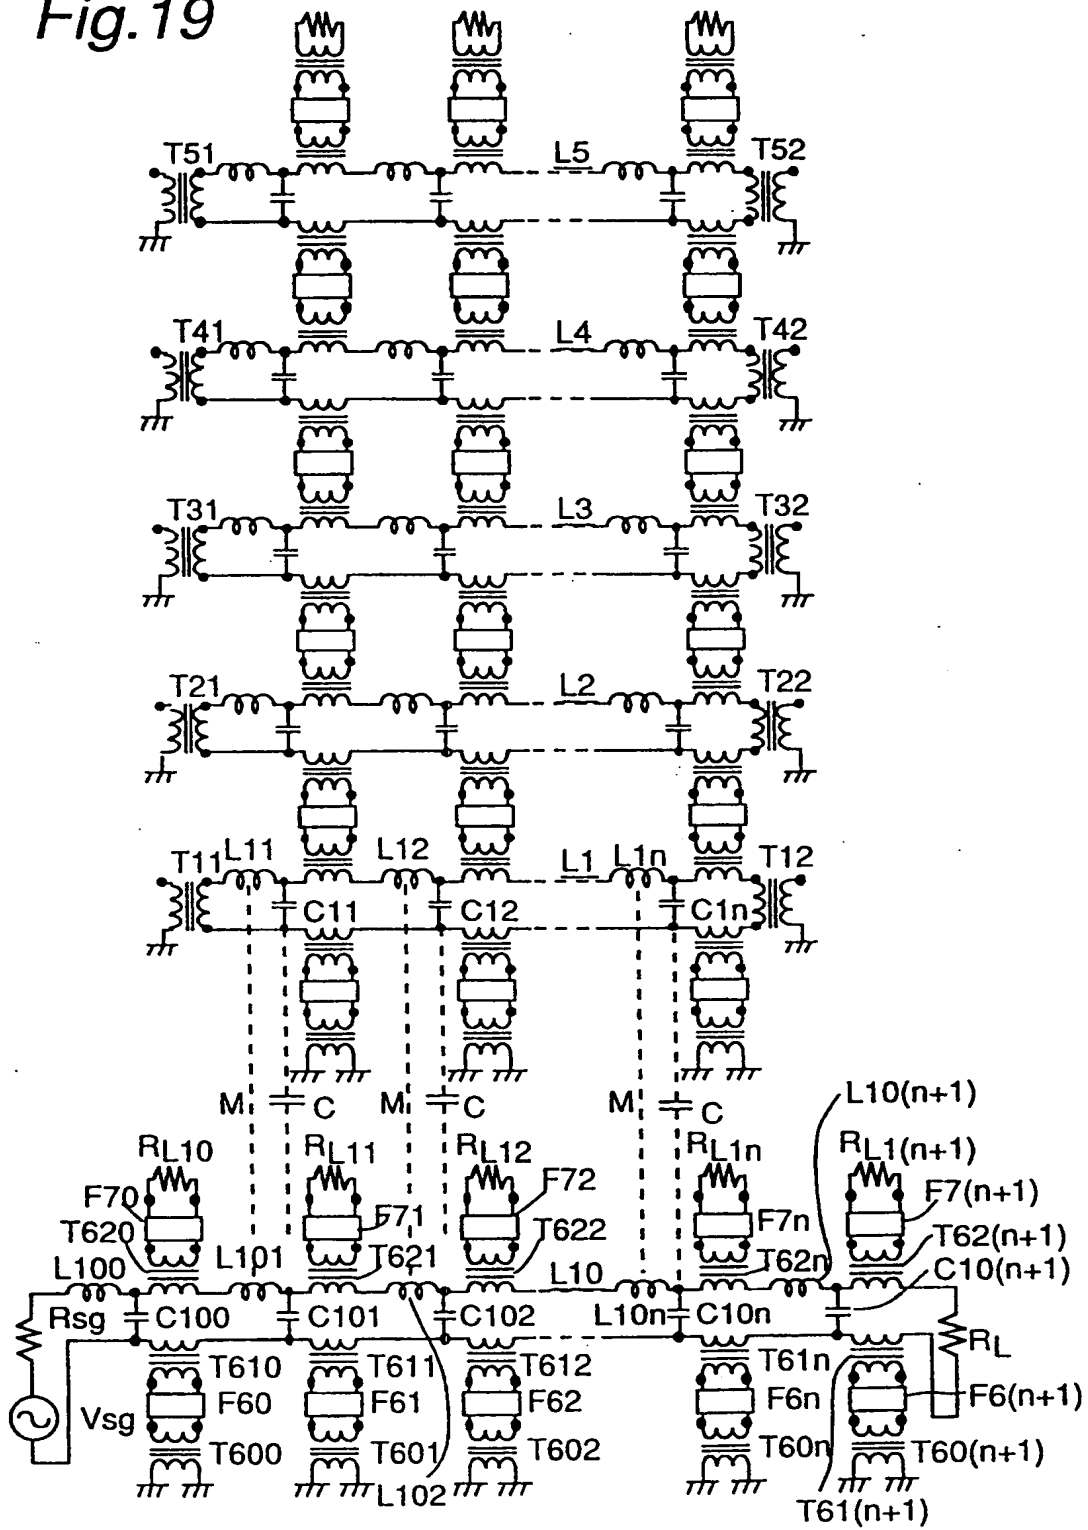 Fig.19
T51 L5 T52
T41 L4 T42
T31 L3 T32
T21 L2 T22
T11 L11 L12 L1 L1n T12
C11 C12 C1n
M C M C M C L10(n+1)
RL10 RL11 RL12 RL1n RL1(n+1)
F70 F71 F72 F7n F7(n+1)
T620 T621 T622 T62n T62(n+1)
L100 L101 L10 C10(n+1)
Rsg C100 C101 C102 L10n C10n RL
T610 T611 T612 T61n
Vsg F60 F61 F62 F6n F6(n+1)
T600 T601 T602 T60n T60(n+1)
L102 T61(n+1)